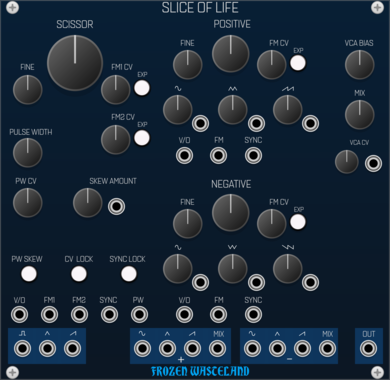 SLICE OF LIFE
SCISSOR
FINE
FM1 CV
EXP
FM2 CV
EXP
PULSE WIDTH
PW CV
SKEW AMOUNT
PW SKEW CV LOCK SYNC LOCK
V/O FM1 FM2 SYNC PW
POSITIVE
FINE
FM CV
EXP
V/O FM SYNC
NEGATIVE
FINE
FM CV
EXP
V/O FM SYNC
VCA BIAS
MIX
VCA CV
MIX
+
MIX
-
OUT
FROZEN WASTELAND